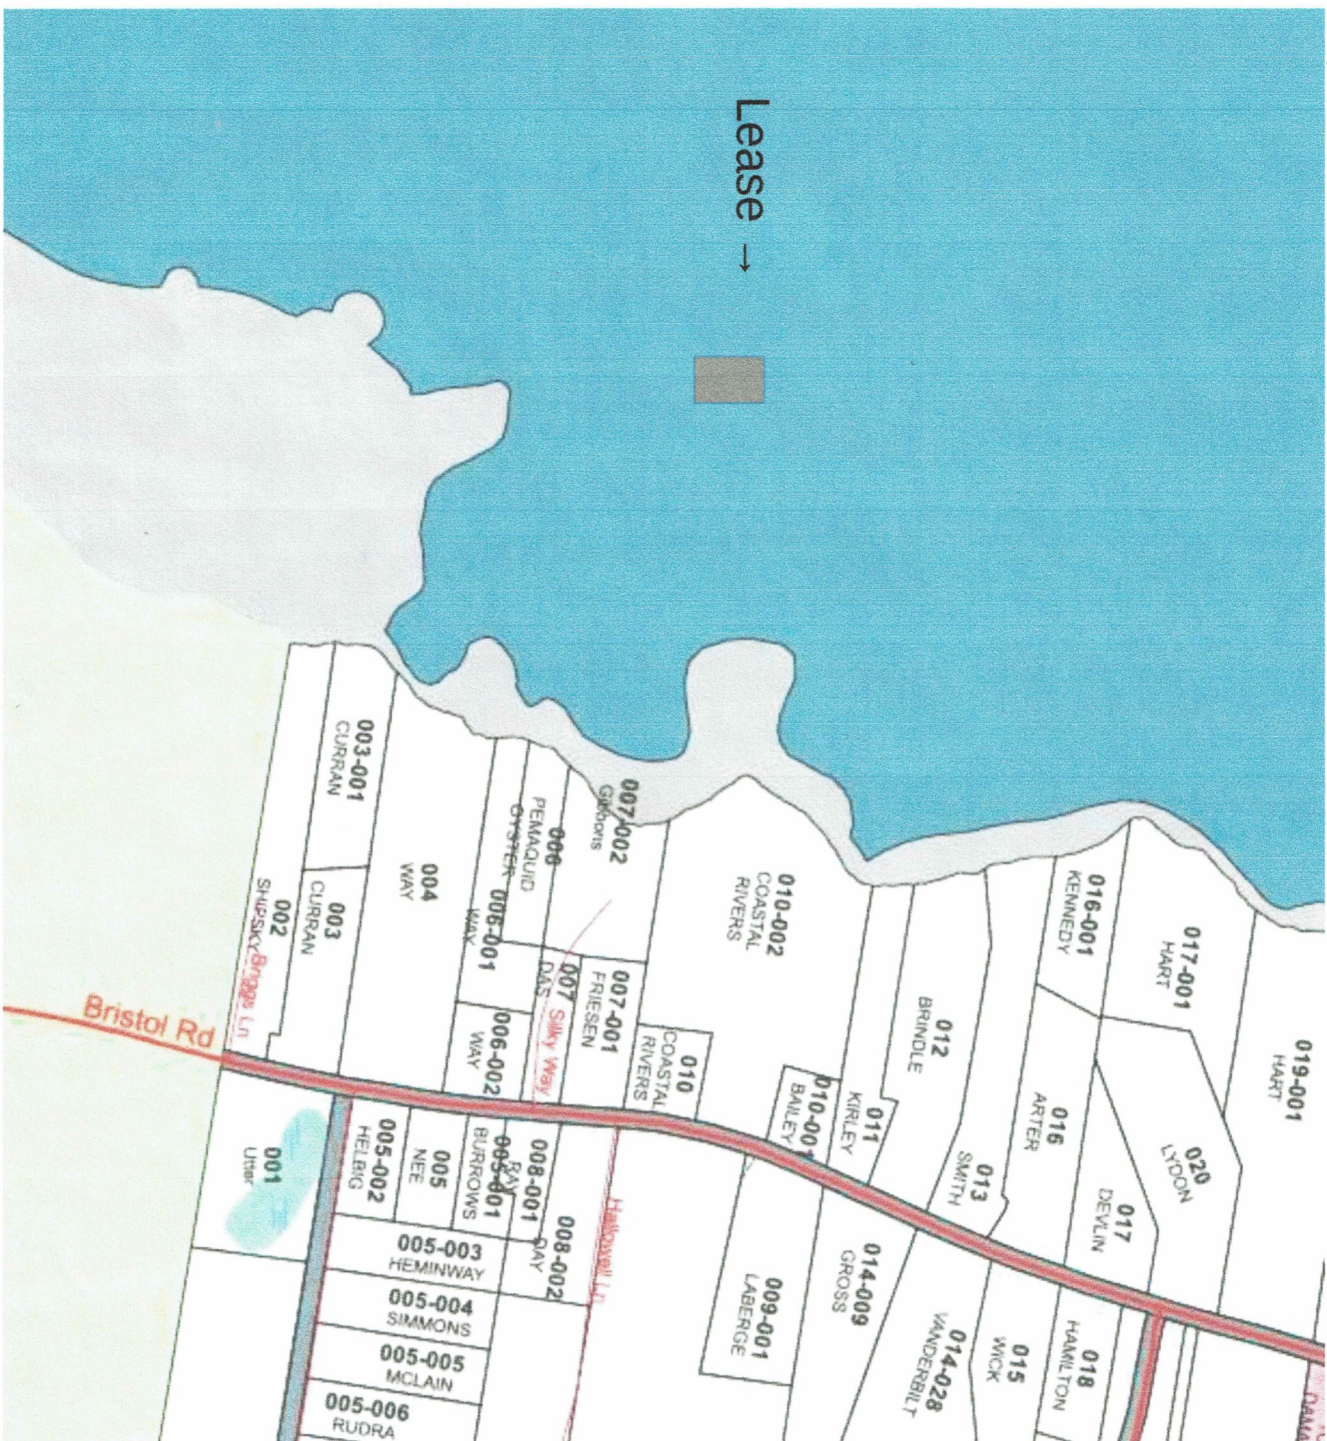 Lease →
003-001
CURRAN
003
CURRAN
002
SHIPSKY
Briggs Ln
004
WAY
006
PEMAQUID
OYSTER
006-001
WAY
006-002
WAY
007-002
Gibbons
007
DAS
007-001
FRIESEN
Silky Way
010-002
COASTAL
RIVERS
010
COASTAL
RIVERS
010-001
BAILEY
011
KIRLEY
012
BRINDLE
013
SMITH
016-001
KENNEDY
016
ARTER
017-001
HART
017
DEVLIN
020
LYDON
019-001
HART
Bristol Rd
001
Utter
005-002
HELBIG
005
NEE
005-001
BURROWS
008-001
DAY
008-002
Hallowell Ln
005-003
HEMINWAY
005-004
SIMMONS
005-005
MCLAIN
005-006
RUDRA
009-001
LABERGE
014-009
GROSS
014-028
VANDERBILT
015
WICK
018
HAMILTON